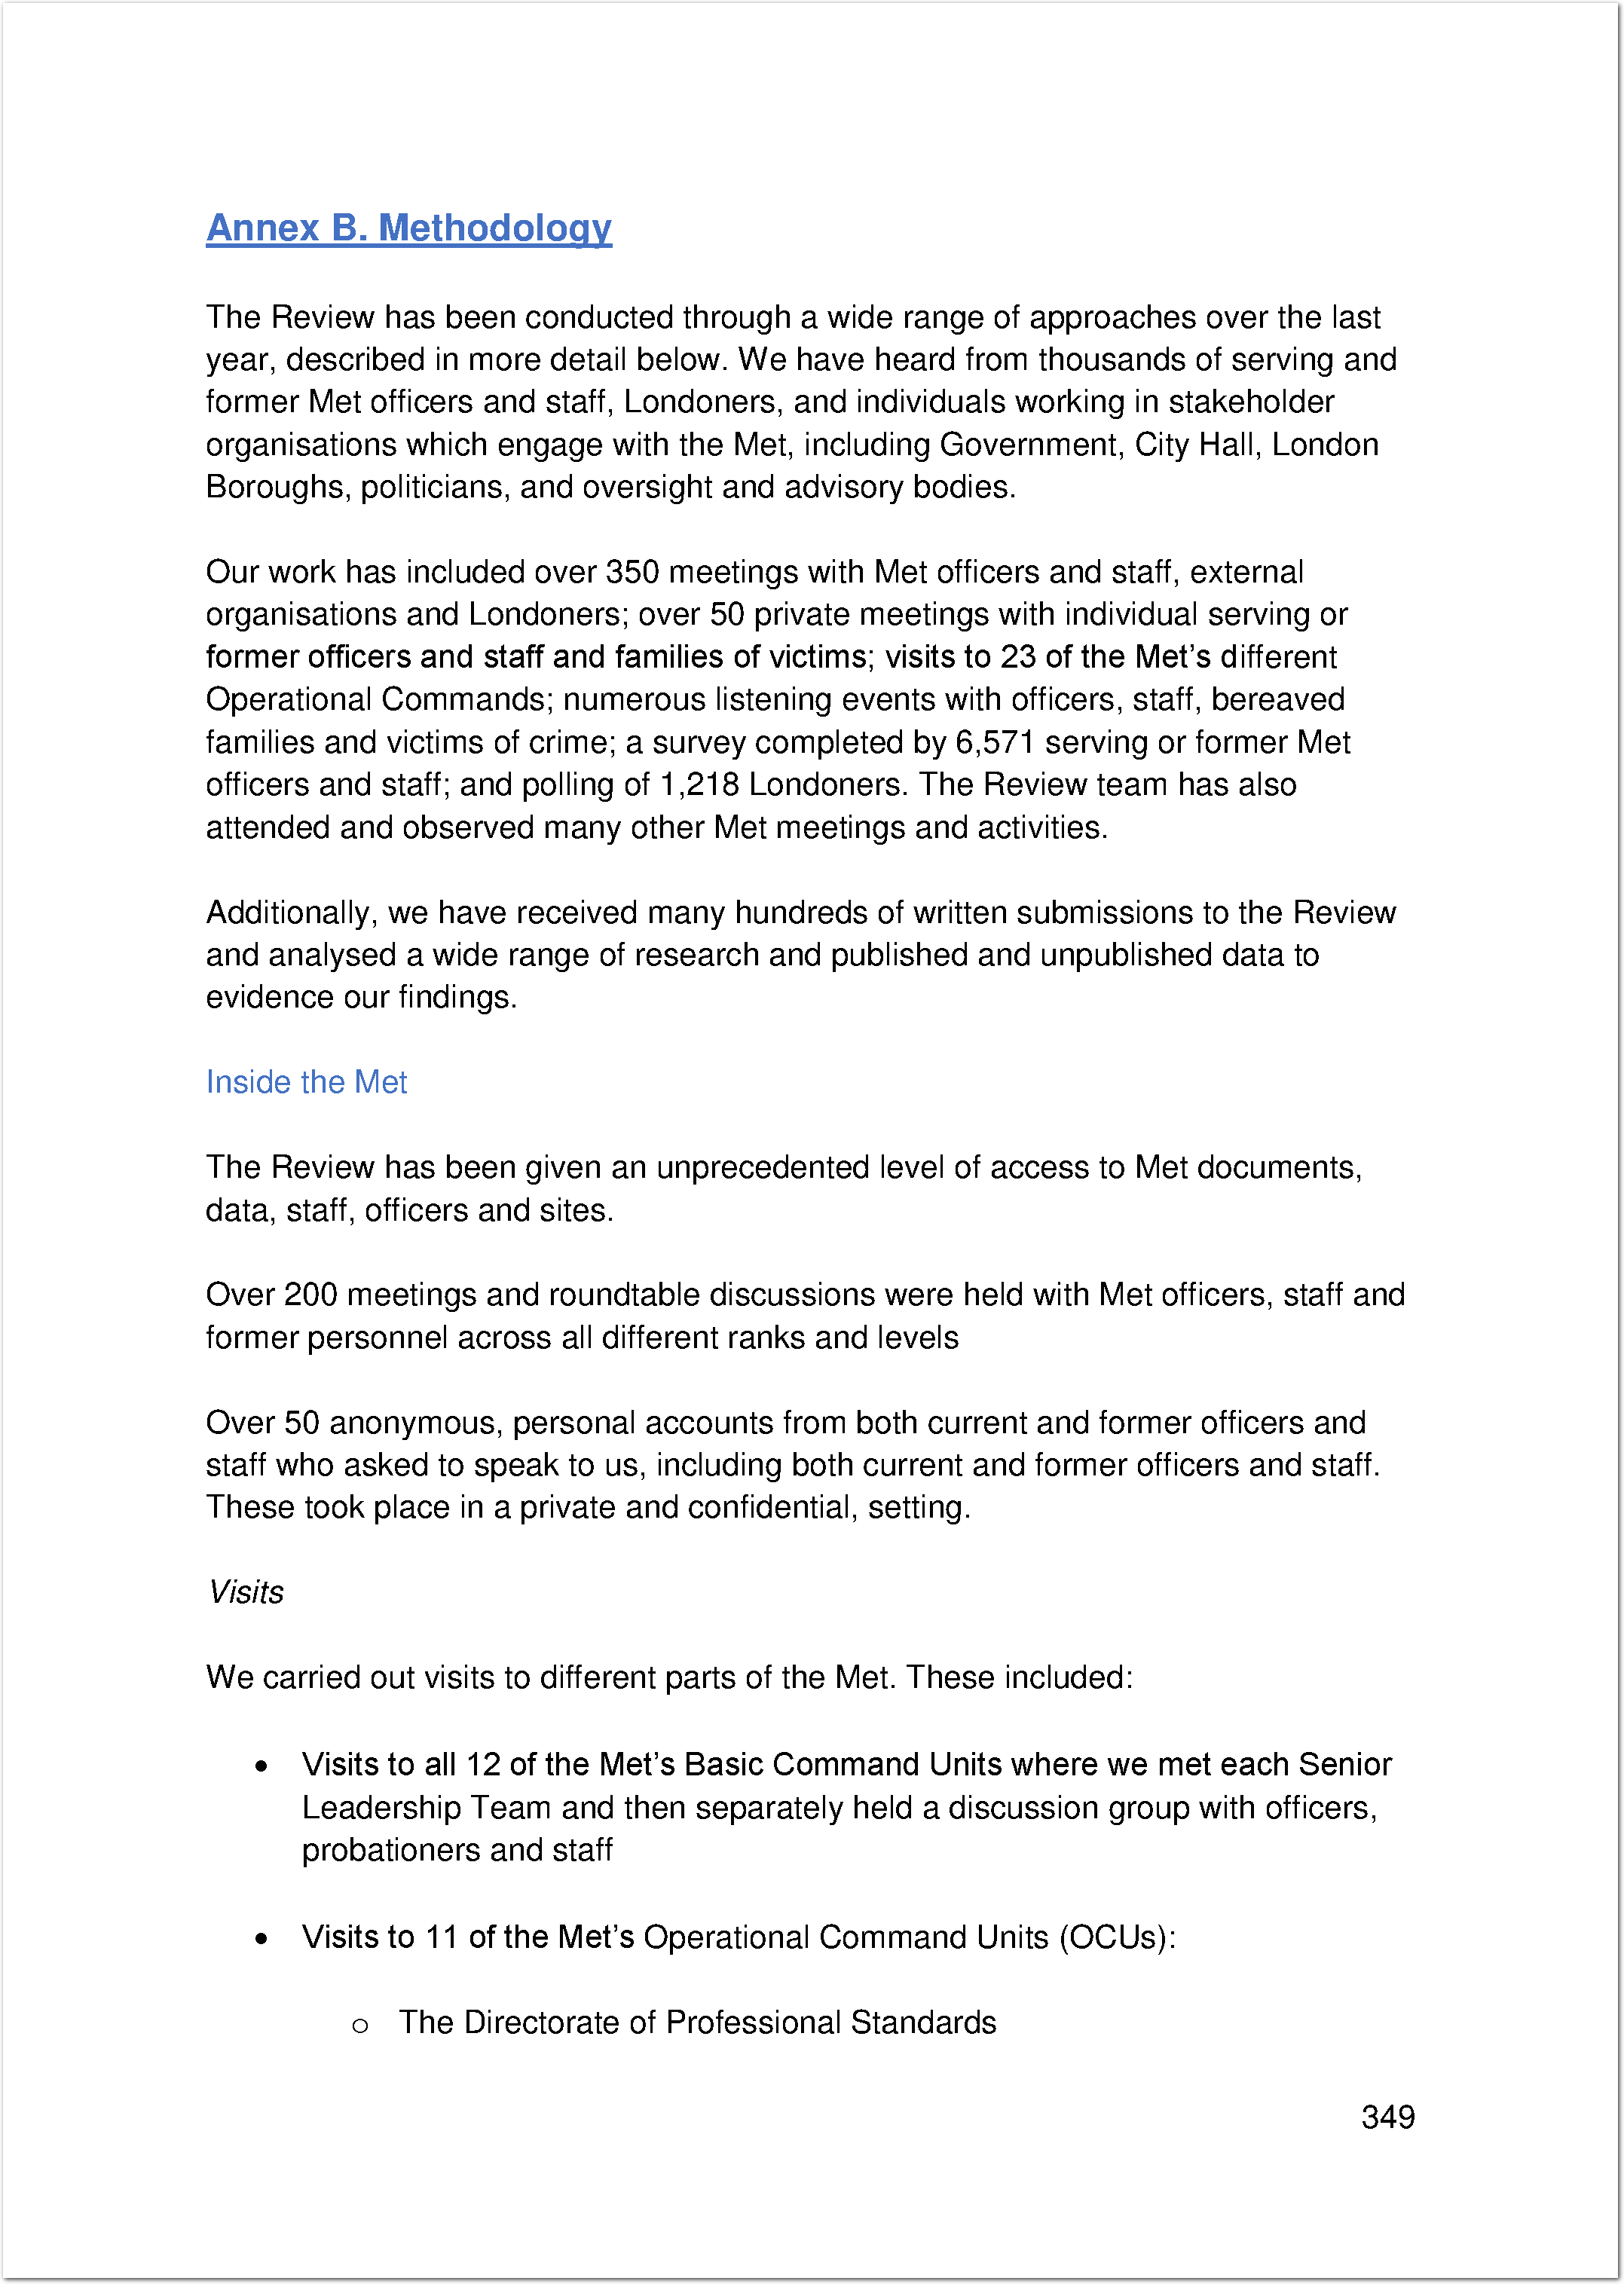 Annex B. Methodology
The Review has been conducted through a wide range of approaches over the last
year, described in more detail below. We have heard from thousands of serving and
former Met officers and staff, Londoners, and individuals working in stakeholder
organisations which engage with the Met, including Government, City Hall, London
Boroughs, politicians, and oversight and advisory bodies.
Our work has included over 350 meetings with Met officers and staff, external
organisations and Londoners; over 50 private meetings with individual serving or
former officers and staff and families of victims; visits to 23 of the Met’s different
Operational Commands; numerous listening events with officers, staff, bereaved
families and victims of crime; a survey completed by 6,571 serving or former Met
officers and staff; and polling of 1,218 Londoners. The Review team has also
attended and observed many other Met meetings and activities.
Additionally, we have received many hundreds of written submissions to the Review
and analysed a wide range of research and published and unpublished data to
evidence our findings.
Inside the Met
The Review has been given an unprecedented level of access to Met documents,
data, staff, officers and sites.
Over 200 meetings and roundtable discussions were held with Met officers, staff and
former personnel across all different ranks and levels
Over 50 anonymous, personal accounts from both current and former officers and
staff who asked to speak to us, including both current and former officers and staff.
These took place in a private and confidential, setting.
Visits
We carried out visits to different parts of the Met. These included:
• Visits to all 12 of the Met’s Basic Command Units where we met each Senior
Leadership Team and then separately held a discussion group with officers,
probationers and staff
• Visits to 11 of the Met’s Operational Command Units (OCUs):
o The Directorate of Professional Standards
349